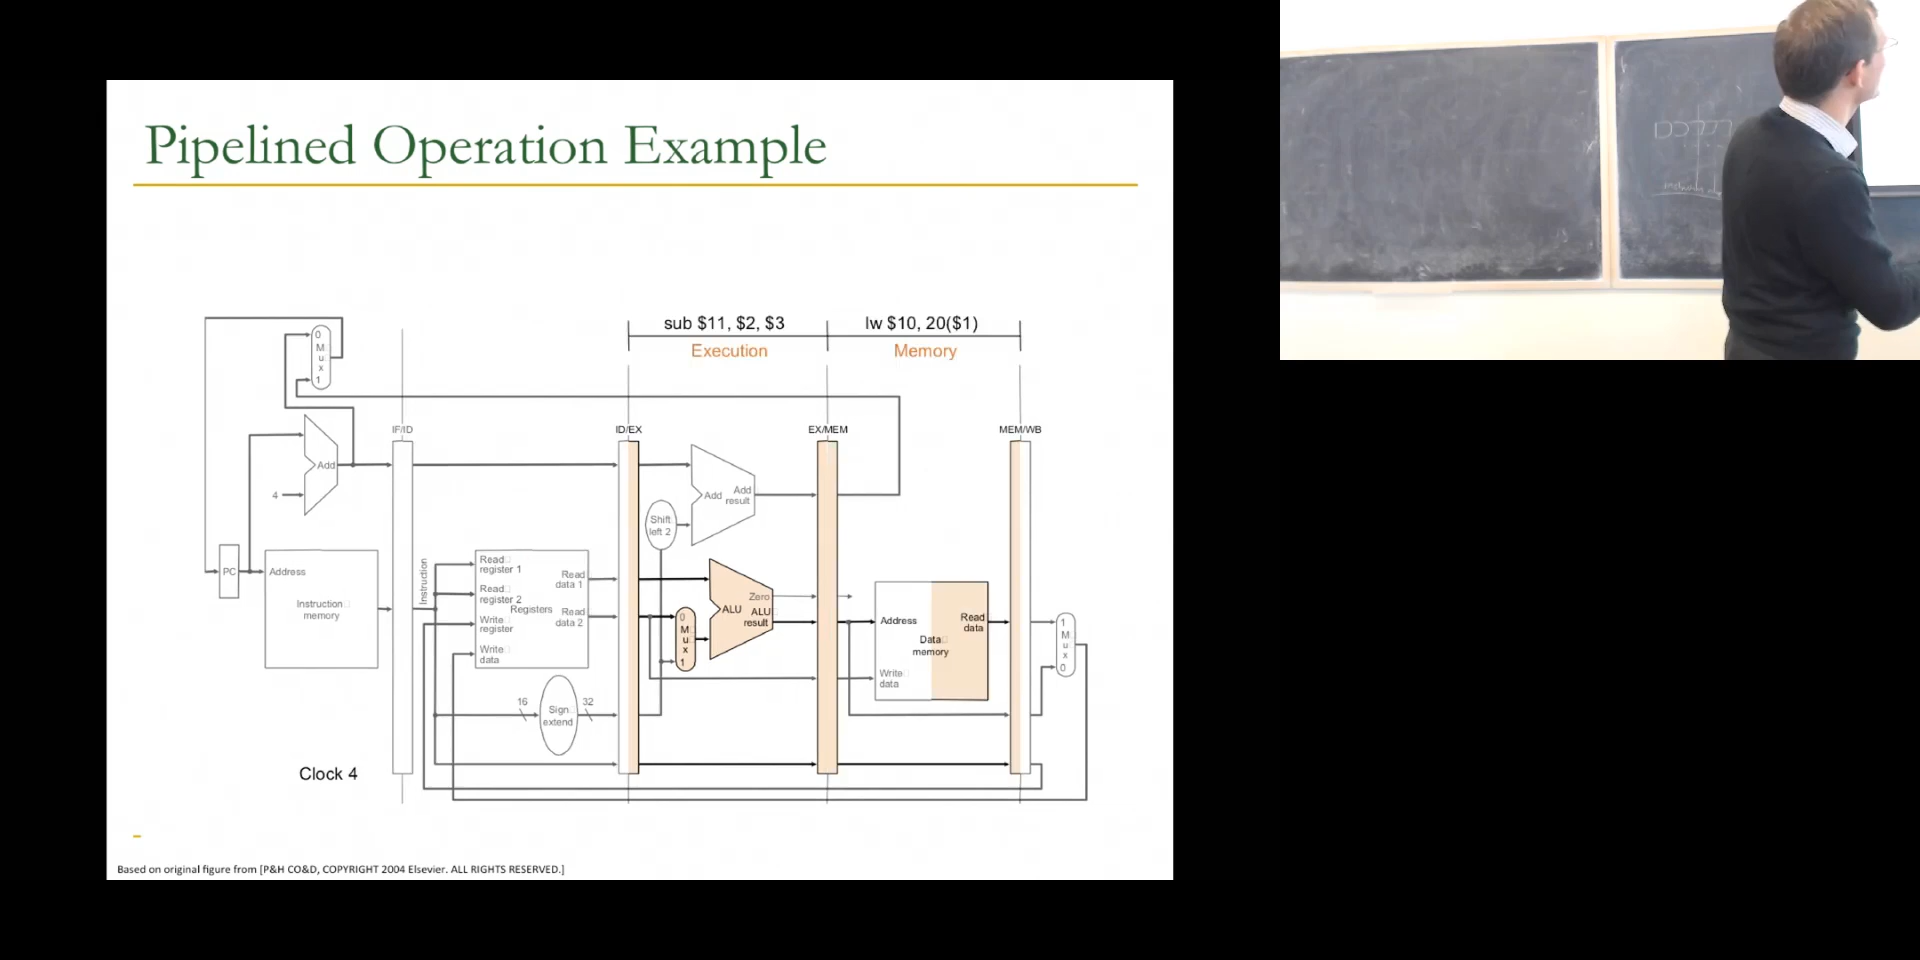 Pipelined Operation Example
sub $11, $2, $3
lw $10, 20($1)
Execution
Memory
0
M
u
x
1
IF/ID
ID/EX
EX/MEM
MEM/WB
Add
4
Add
Add
result
Shift
left 2
PC
Address
Instruction
memory
Instruction
Read
register 1
Read
register 2
Registers
Write
register
Write
data
Read
data 1
Read
data 2
0
M
u
x
1
Zero
ALU
ALU
result
Address
Read
data
Data
memory
Write
data
1
M
u
x
0
16
Sign
extend
32
Clock 4
Based on original figure from [P&H CO&D, COPYRIGHT 2004 Elsevier. ALL RIGHTS RESERVED.]